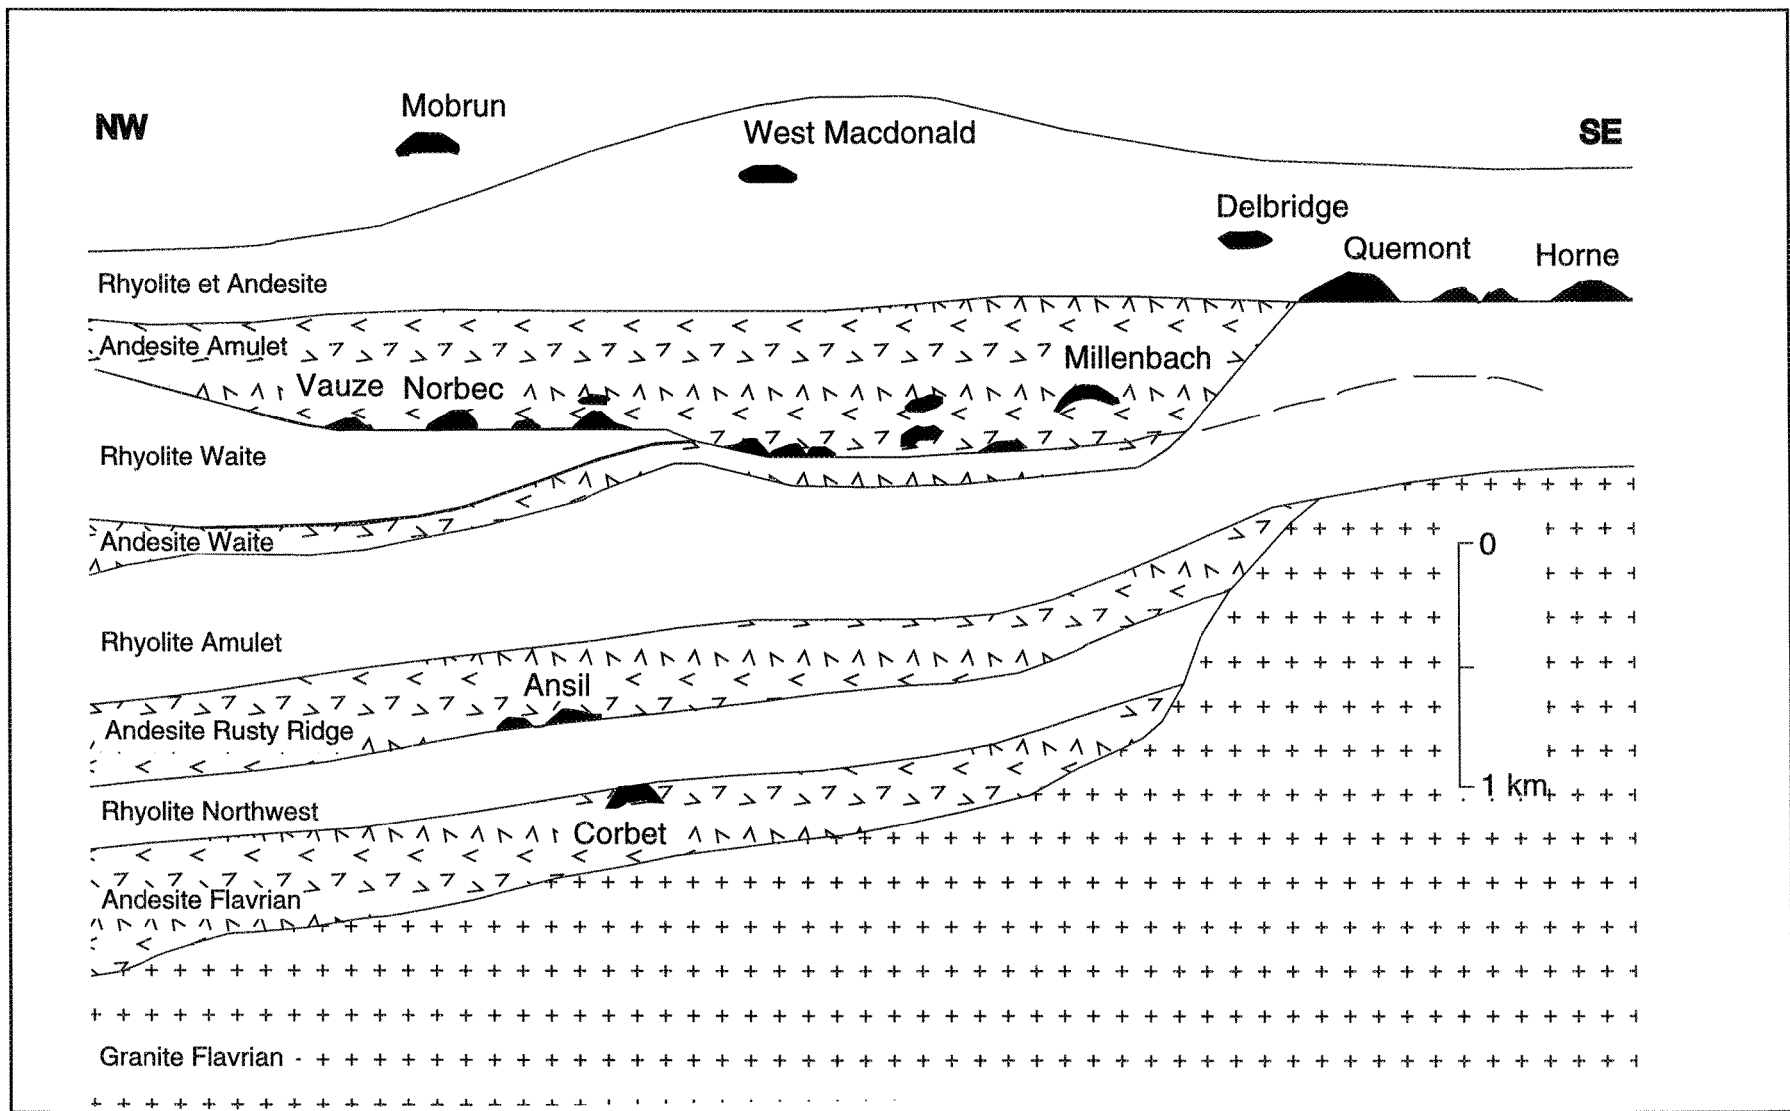 Mobrun
NW
West Macdonald
SE
Delbridge
Quemont
Horne
Rhyolite et Andesite
Andesite Amulet
Millenbach
Vauze
Norbec
Rhyolite Waite
Andesite Waite
0
Rhyolite Amulet
Ansil
Andesite Rusty Ridge
1 km
Rhyolite Northwest
Corbet
Andesite Flavrian
Granite Flavrian